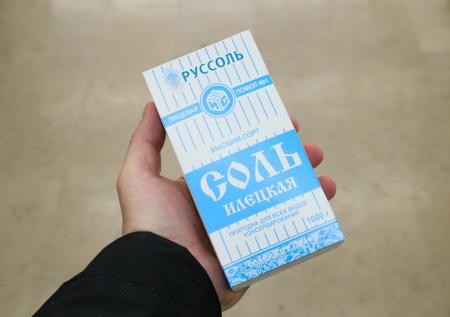 РУССОЛЬ
ПИЩЕВАЯ ПОМОЛ №1
ВЫСШИЙ СОРТ
СОЛЬ
ИЛЕЦКАЯ
ПРИГОДНА ДЛЯ ВСЕХ ВИДОВ
КОНСЕРВИРОВАНИЯ
1000 г